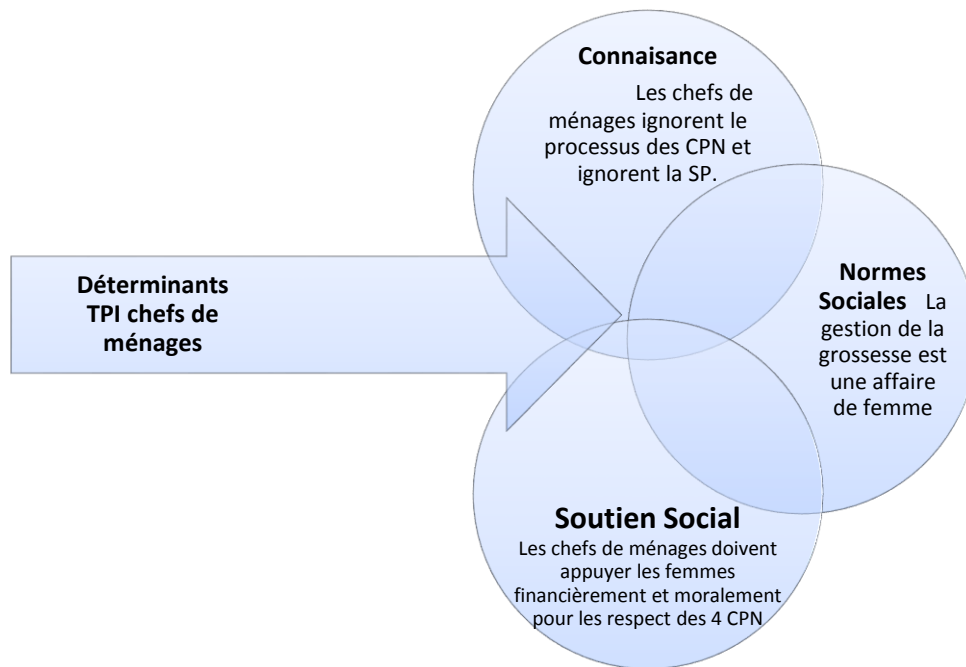 Connaisance
Les chefs de
ménages ignorent le
processus des CPN et
ignorent la SP.
Déterminants
TPI chefs de
ménages
Normes
Sociales La
gestion de la
grossesse est
une affaire
de femme
Soutien Social
Les chefs de ménages doivent
appuyer les femmes
financièrement et moralement
pour les respect des 4 CPN